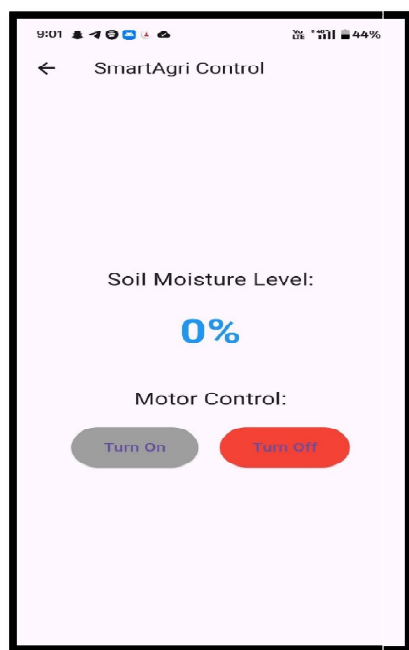 9:01 44%
← SmartAgri Control
Soil Moisture Level:
0%
Motor Control:
Turn On Turn Off